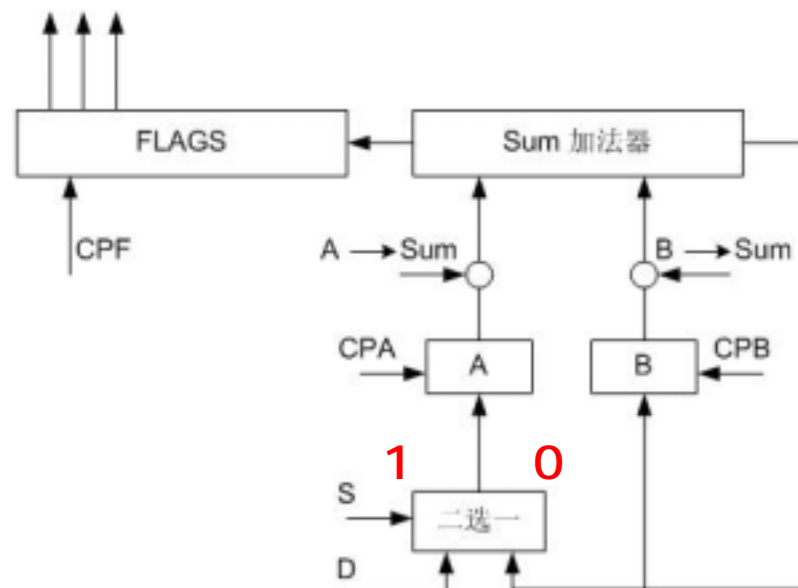 FLAGS
Sum 加法器
CPF
A → Sum
B → Sum
CPA
A
B
CPB
1
0
S
二选一
D